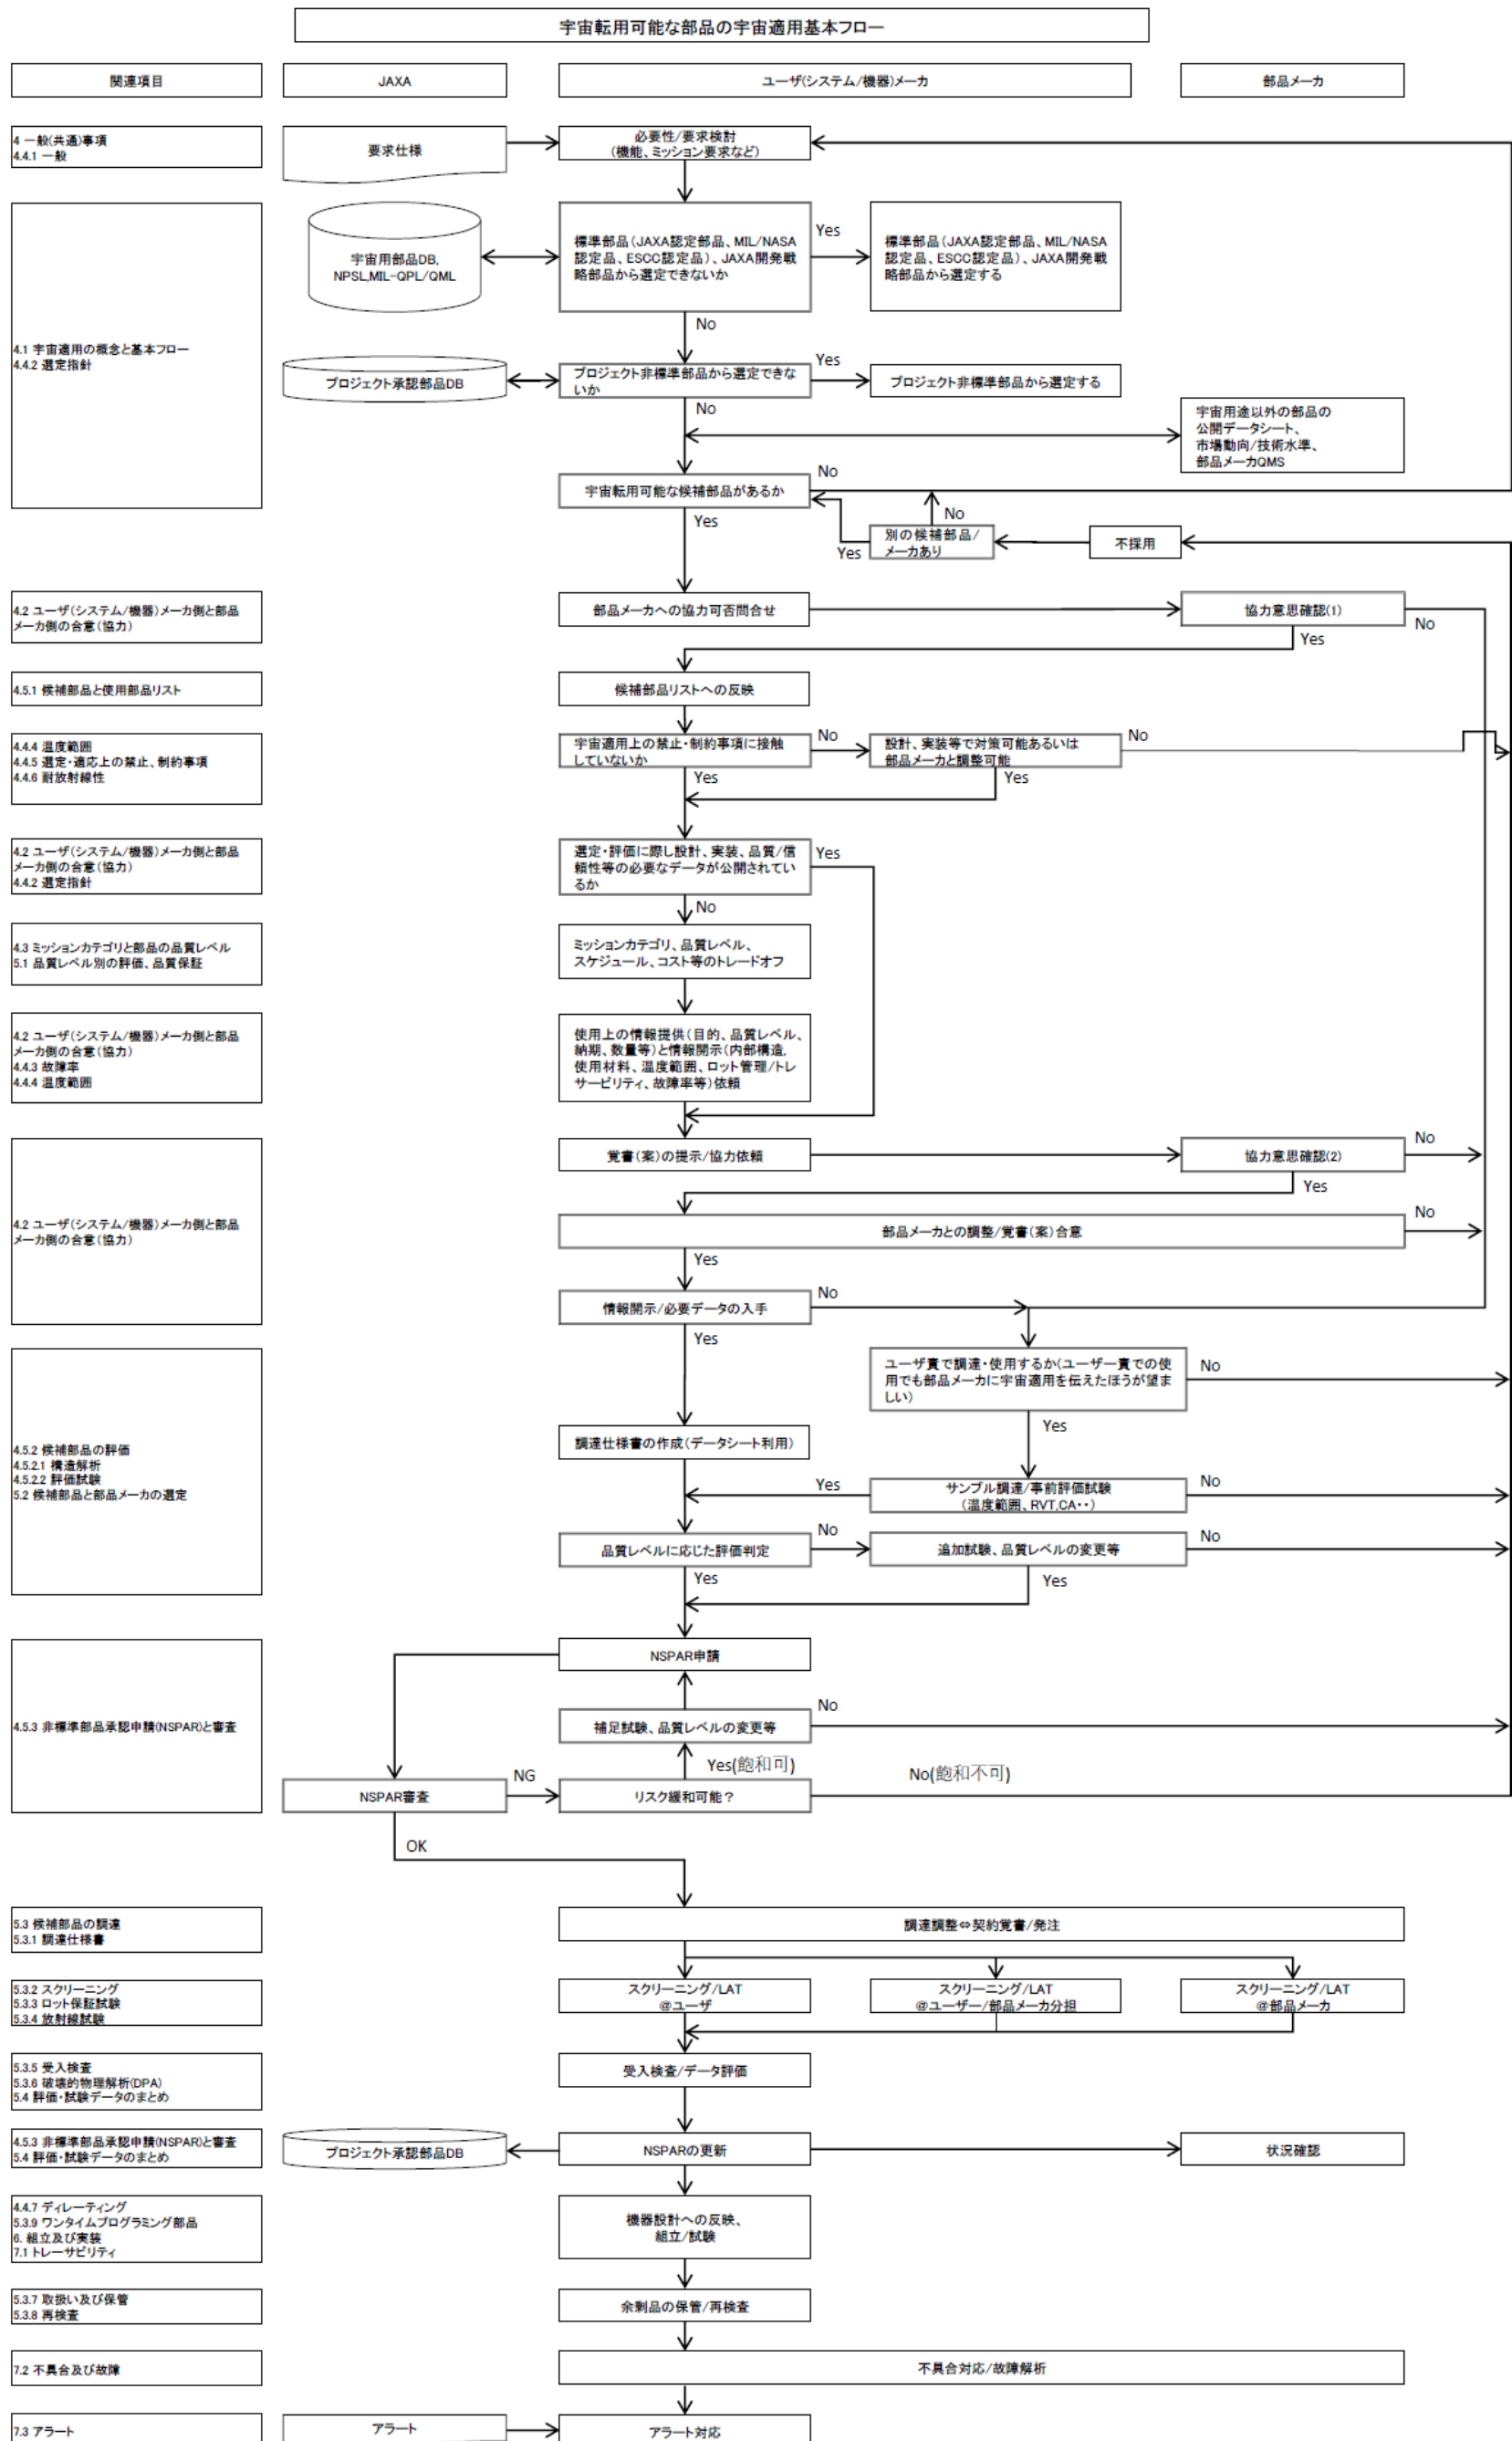 宇宙転用可能な部品の宇宙適用基本フロー
関連項目
JAXA
ユーザ(システム/機器)メーカ
部品メーカ
4 一般(共通)事項
4.4.1 一般
要求仕様
必要性/要求検討
(機能、ミッション要求など)
4.1 宇宙適用の概念と基本フロー
4.4.2 選定指針
宇宙用部品DB,
NPSL,MIL-QPL/QML
標準部品(JAXA認定部品、MIL/NASA
認定品、ESCC認定品)、JAXA開発戦
略部品から選定できないか
Yes
標準部品(JAXA認定部品、MIL/NASA
認定品、ESCC認定品)、JAXA開発戦
略部品から選定する
No
プロジェクト承認部品DB
プロジェクト非標準部品から選定できな
いか
Yes
プロジェクト非標準部品から選定する
No
宇宙用途以外の部品の
公開データシート、
市場動向/技術水準、
部品メーカQMS
宇宙転用可能な候補部品があるか
No
Yes
No
別の候補部品/
メーカあり
Yes
不採用
4.2 ユーザ(システム/機器)メーカ側と部品
メーカ側の合意(協力)
部品メーカへの協力可否問合せ
協力意思確認(1)
No
Yes
4.5.1 候補部品と使用部品リスト
候補部品リストへの反映
4.4.4 温度範囲
4.4.5 選定・適応上の禁止、制約事項
4.4.6 耐放射線性
宇宙適用上の禁止・制約事項に接触
していないか
No
設計、実装等で対策可能あるいは
部品メーカと調整可能
No
Yes
Yes
4.2 ユーザ(システム/機器)メーカ側と部品
メーカ側の合意(協力)
4.4.2 選定指針
選定・評価に際し設計、実装、品質/信
頼性等の必要なデータが公開されてい
るか
Yes
No
4.3 ミッションカテゴリと部品の品質レベル
5.1 品質レベル別の評価、品質保証
ミッションカテゴリ、品質レベル、
スケジュール、コスト等のトレードオフ
4.2 ユーザ(システム/機器)メーカ側と部品
メーカ側の合意(協力)
4.4.3 故障率
4.4.4 温度範囲
使用上の情報提供(目的、品質レベル、
納期、数量等)と情報開示(内部構造,
使用材料、温度範囲、ロット管理/トレ
サービリティ、故障率等)依頼
4.2 ユーザ(システム/機器)メーカ側と部品
メーカ側の合意(協力)
覚書(案)の提示/協力依頼
協力意思確認(2)
No
Yes
部品メーカとの調整/覚書(案)合意
No
Yes
情報開示/必要データの入手
No
Yes
4.5.2 候補部品の評価
4.5.2.1 構造解析
4.5.2.2 評価試験
5.2 候補部品と部品メーカの選定
ユーザ責で調達・使用するか(ユーザー責での使
用でも部品メーカに宇宙適用を伝えたほうが望ま
しい)
No
Yes
調達仕様書の作成(データシート利用)
サンプル調達/事前評価試験
(温度範囲、RVT,CA・・)
Yes
No
品質レベルに応じた評価判定
No
追加試験、品質レベルの変更等
No
Yes
Yes
4.5.3 非標準部品承認申請(NSPAR)と審査
NSPAR申請
補足試験、品質レベルの変更等
No
Yes(飽和可)
No(飽和不可)
NSPAR審査
NG
リスク緩和可能?
OK
5.3 候補部品の調達
5.3.1 調達仕様書
調達調整⇔契約覚書/発注
5.3.2 スクリーニング
5.3.3 ロット保証試験
5.3.4 放射線試験
スクリーニング/LAT
@ユーザ
スクリーニング/LAT
@ユーザー/部品メーカ分担
スクリーニング/LAT
@部品メーカ
5.3.5 受入検査
5.3.6 破壊的物理解析(DPA)
5.4 評価・試験データのまとめ
受入検査/データ評価
4.5.3 非標準部品承認申請(NSPAR)と審査
5.4 評価・試験データのまとめ
プロジェクト承認部品DB
NSPARの更新
状況確認
4.4.7 ディレーティング
5.3.9 ワンタイムプログラミング部品
6. 組立及び実装
7.1 トレーサビリティ
機器設計への反映、
組立/試験
5.3.7 取扱い及び保管
5.3.8 再検査
余剰品の保管/再検査
7.2 不具合及び故障
不具合対応/故障解析
7.3 アラート
アラート
アラート対応